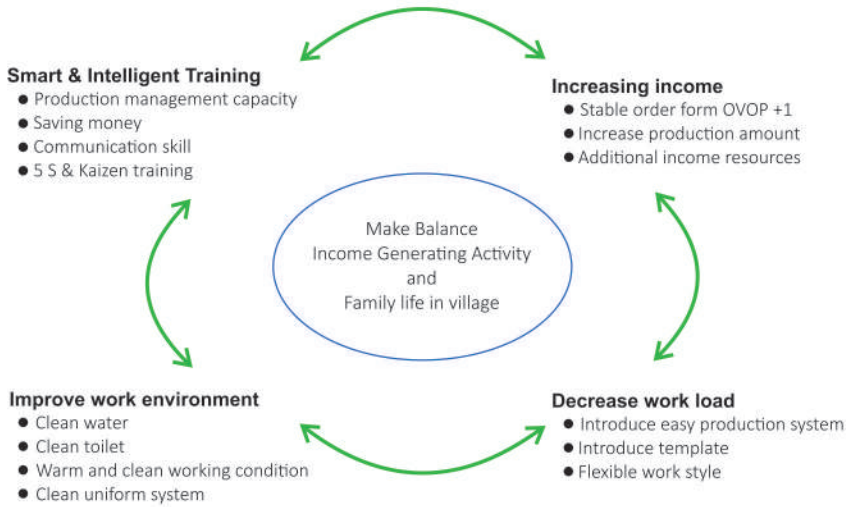 Smart & Intelligent Training
● Production management capacity
● Saving money
● Communication skill
● 5 S & Kaizen training
Increasing income
● Stable order form OVOP +1
● Increase production amount
● Additional income resources
Make Balance
Income Generating Activity
and
Family life in village
Improve work environment
● Clean water
● Clean toilet
● Warm and clean working condition
● Clean uniform system
Decrease work load
● Introduce easy production system
● Introduce template
● Flexible work style